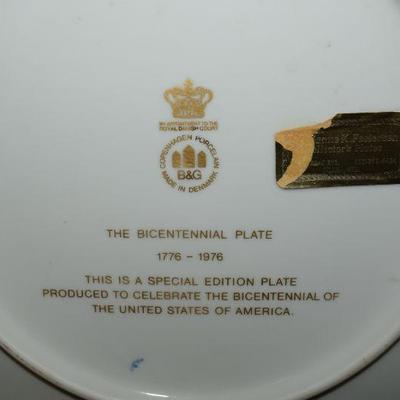 BY APPOINTMENT TO THE
ROYAL DANISH COURT
COPENHAGEN PORCELAIN
B&G
MADE IN DENMARK
THE BICENTENNIAL PLATE
1776 - 1976
THIS IS A SPECIAL EDITION PLATE
PRODUCED TO CELEBRATE THE BICENTENNIAL OF
THE UNITED STATES OF AMERICA.